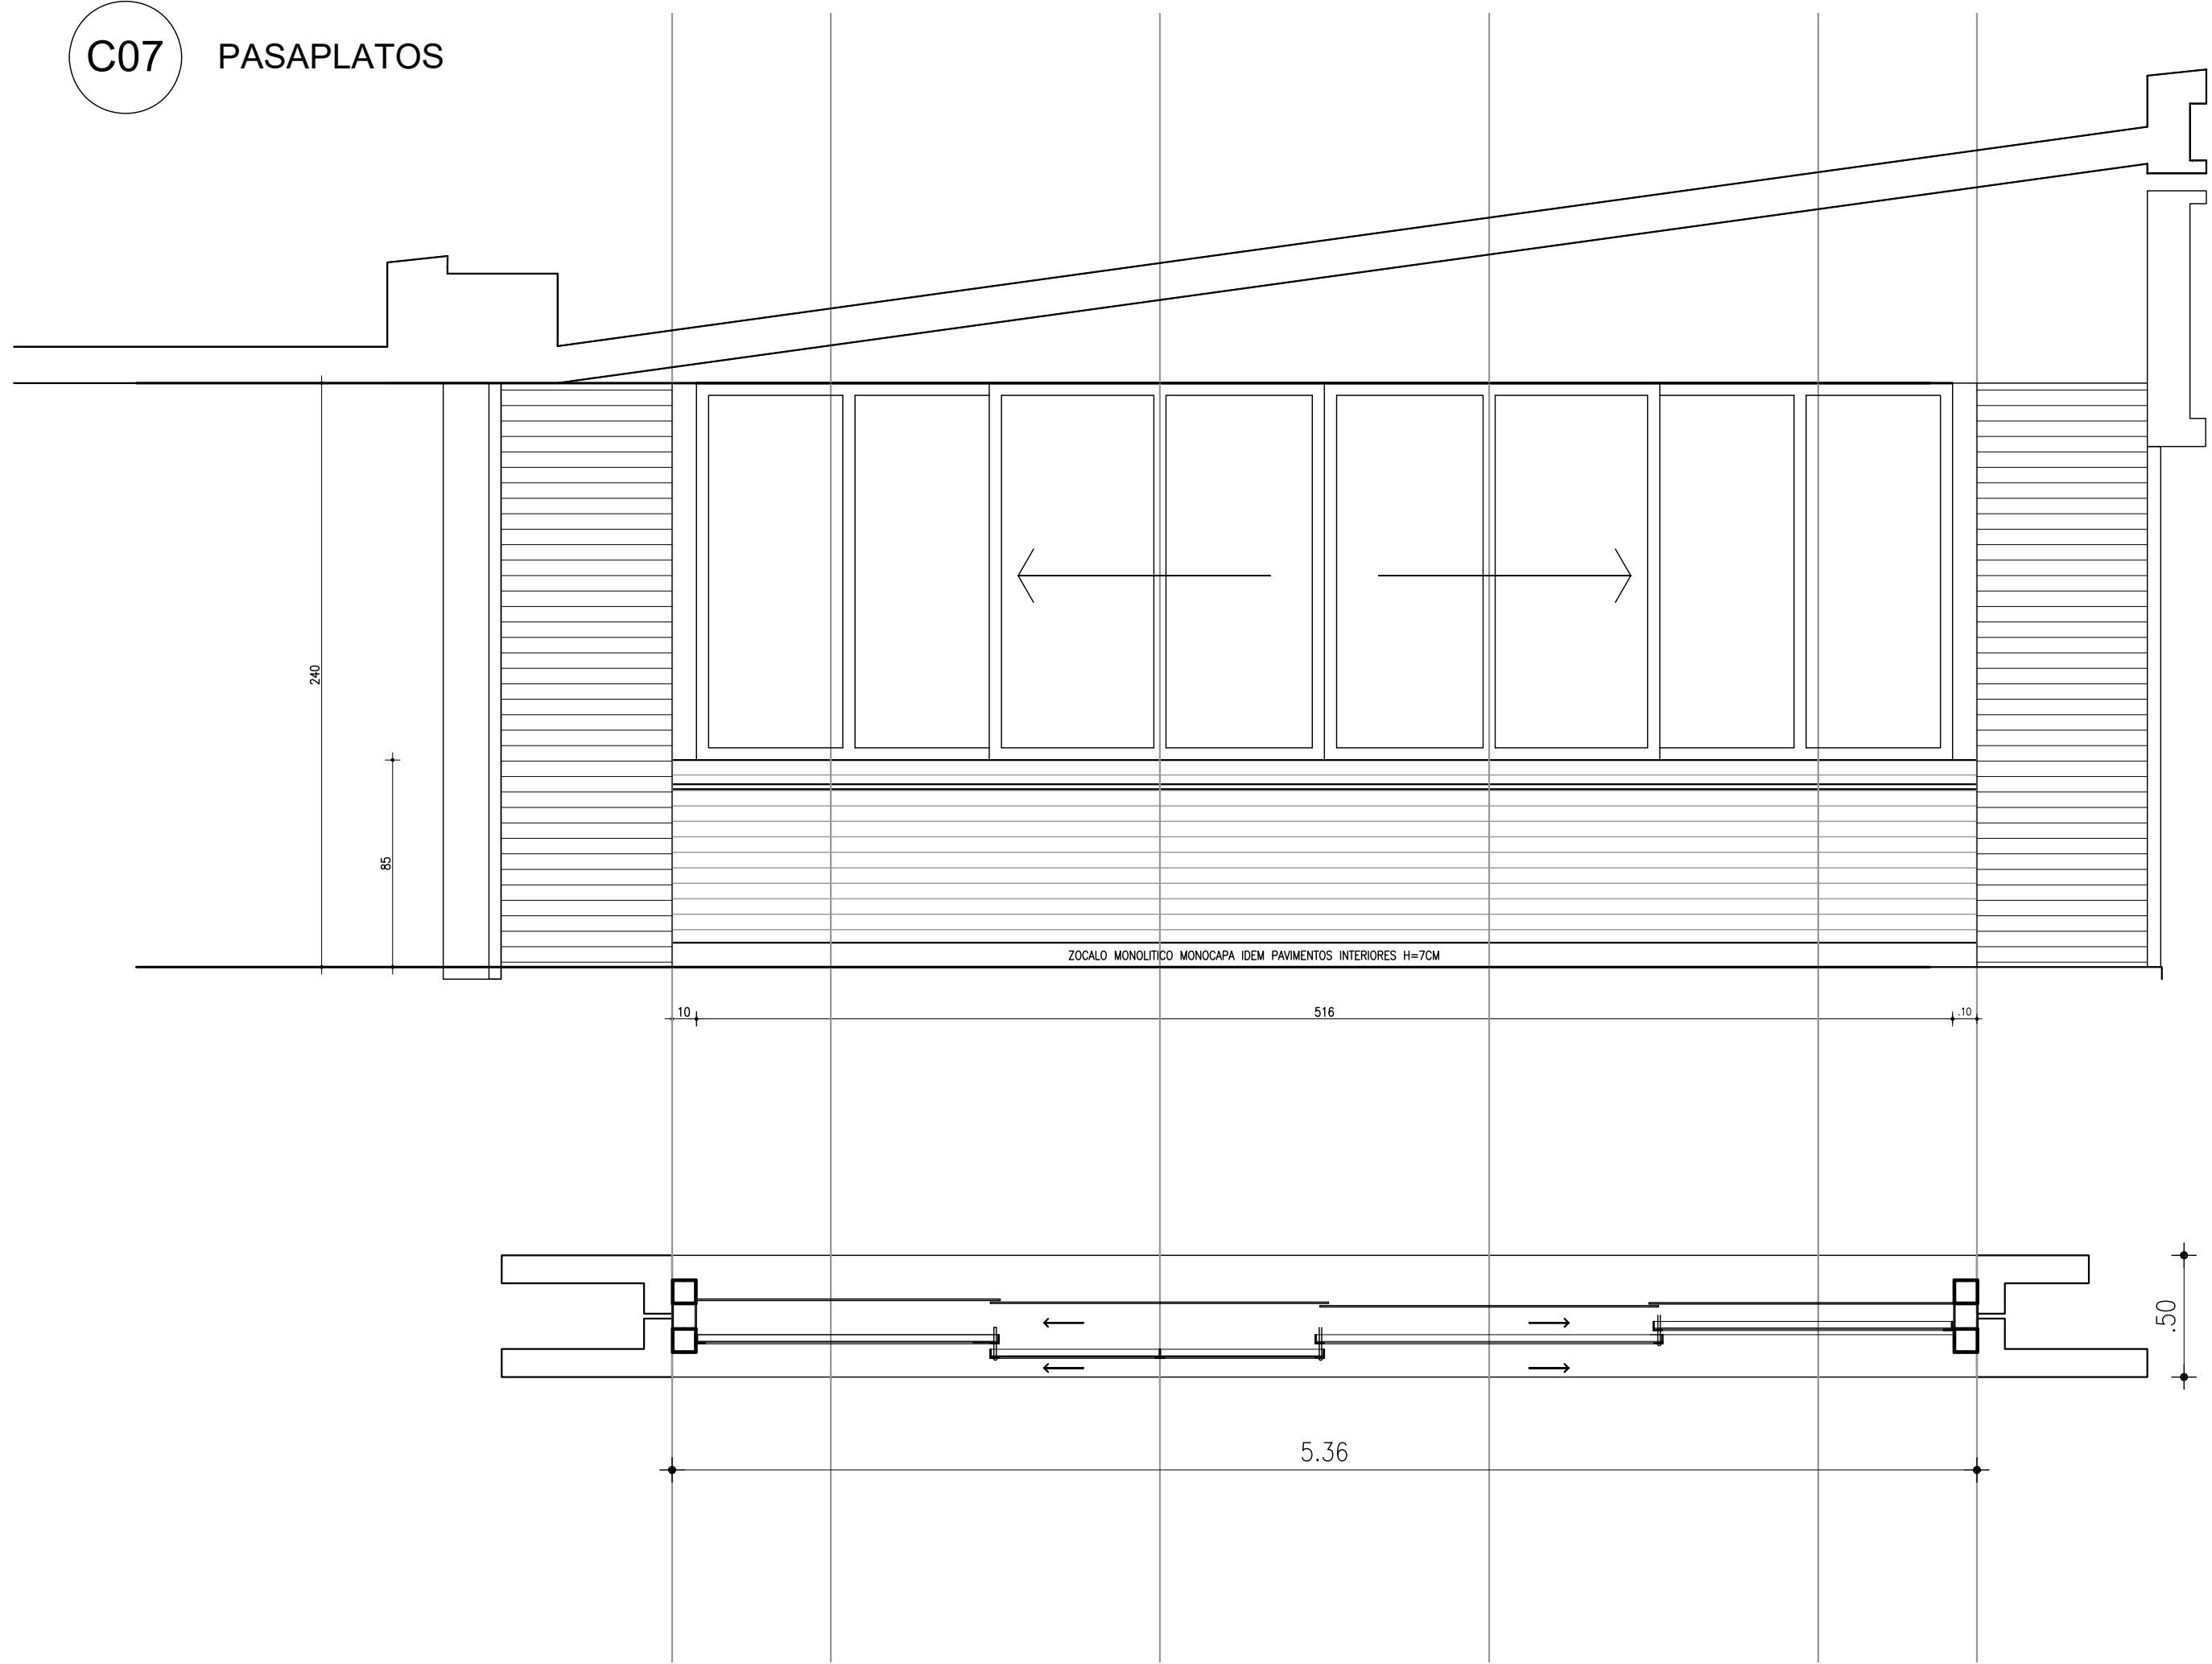 C07 PASAPLATOS
240
85
ZOCALO MONOLITICO MONOCAPA IDEM PAVIMENTOS INTERIORES H=7CM
10 516 .10
.50
5.36